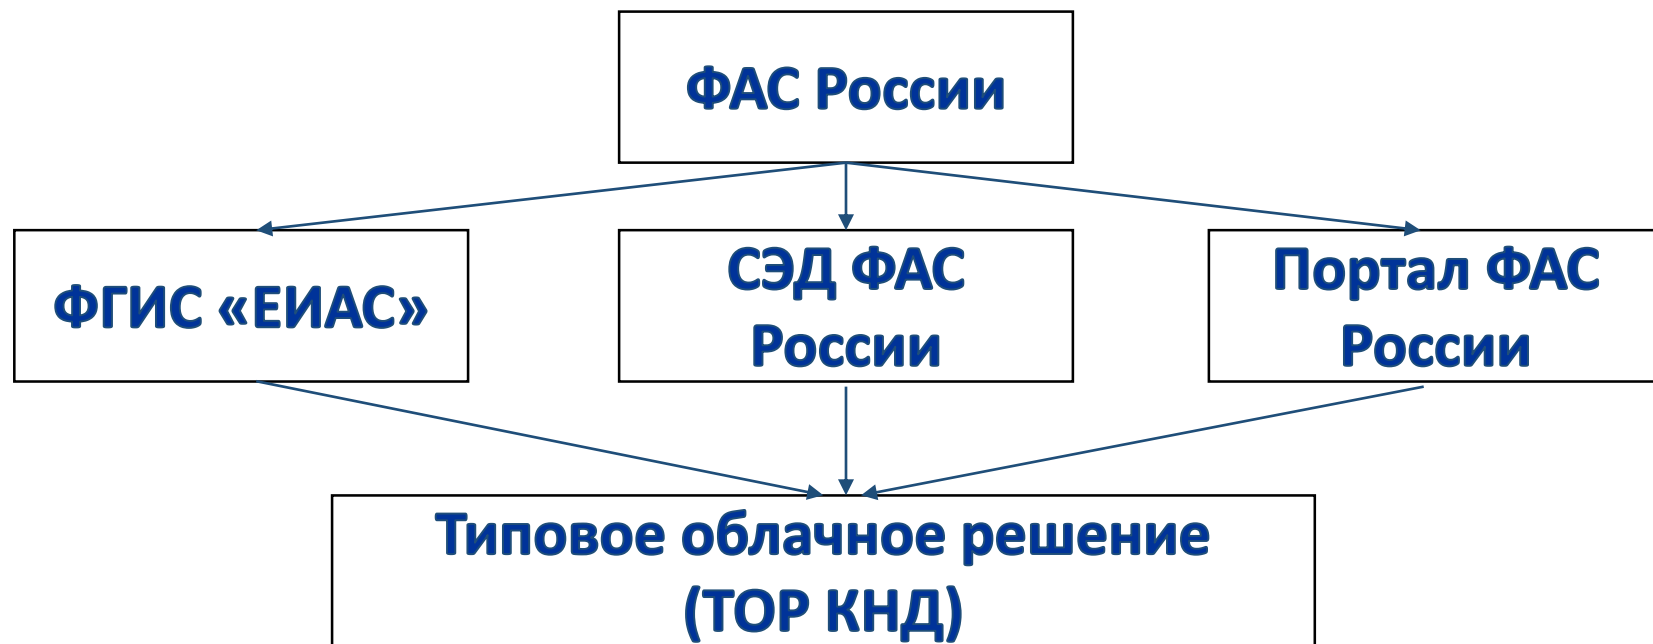 ФАС России
ФГИС «ЕИАС»
СЭД ФАС
России
Портал ФАС
России
Типовое облачное решение
(ТОР КНД)